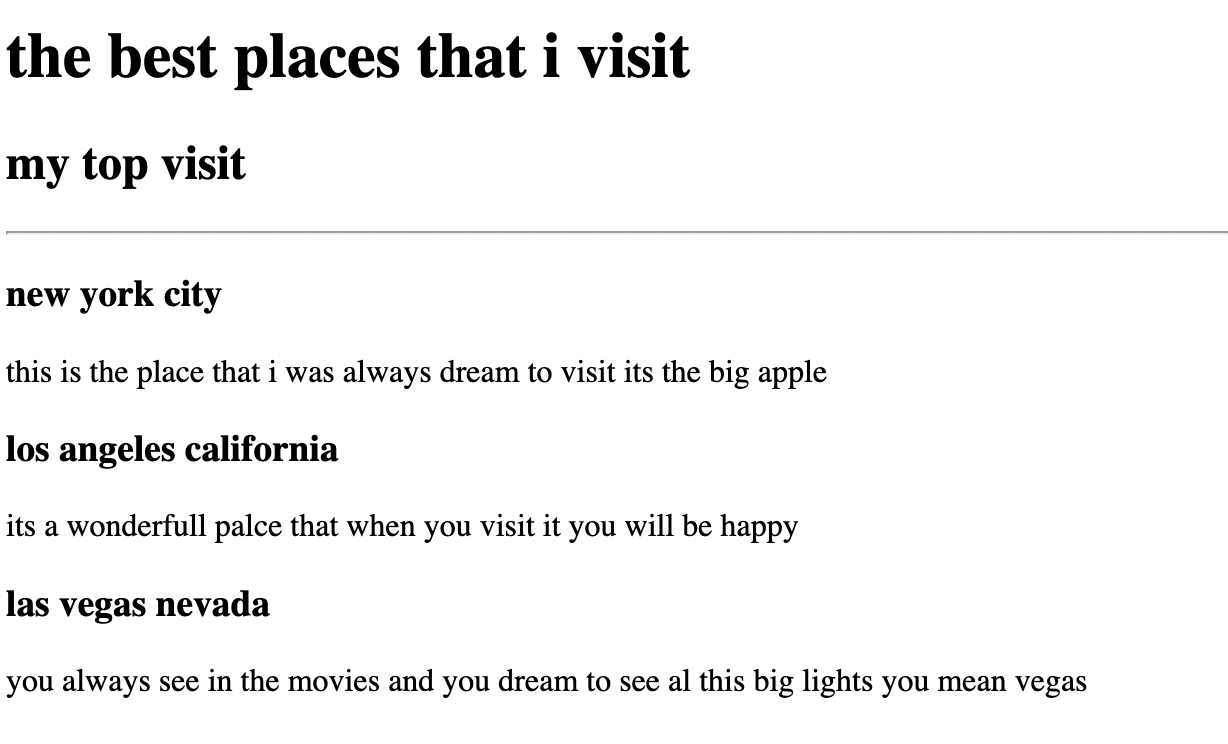 the best places that i visit
my top visit
new york city
this is the place that i was always dream to visit its the big apple
los angeles california
its a wonderfull palce that when you visit it you will be happy
las vegas nevada
you always see in the movies and you dream to see al this big lights you mean vegas